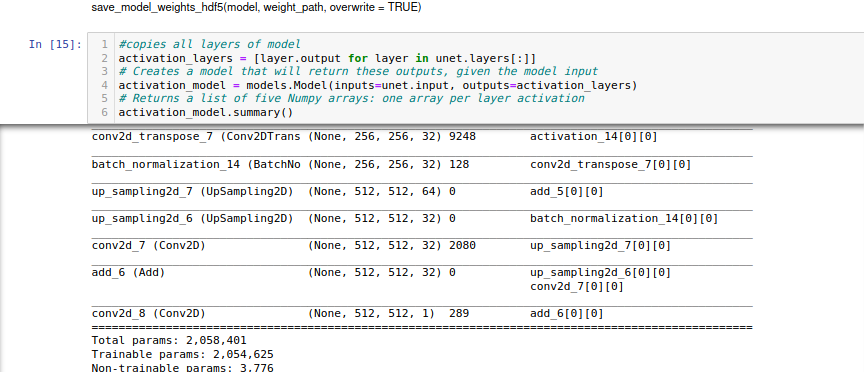 save_model_weights_hdf5(model, weight_path, overwrite = TRUE)
In [15]:
1 #copies all layers of model
2 activation_layers = [layer.output for layer in unet.layers[:]]
3 # Creates a model that will return these outputs, given the model input
4 activation_model = models.Model(inputs=unet.input, outputs=activation_layers)
5 # Returns a list of five Numpy arrays: one array per layer activation
6 activation_model.summary()
conv2d_transpose_7 (Conv2DTrans (None, 256, 256, 32) 9248 activation_14[0][0]
batch_normalization_14 (BatchNo (None, 256, 256, 32) 128 conv2d_transpose_7[0][0]
up_sampling2d_7 (UpSampling2D) (None, 512, 512, 64) 0 add_5[0][0]
up_sampling2d_6 (UpSampling2D) (None, 512, 512, 32) 0 batch_normalization_14[0][0]
conv2d_7 (Conv2D) (None, 512, 512, 32) 2080 up_sampling2d_7[0][0]
add_6 (Add) (None, 512, 512, 32) 0 up_sampling2d_6[0][0]
conv2d_7[0][0]
conv2d_8 (Conv2D) (None, 512, 512, 1) 289 add_6[0][0]
Total params: 2,058,401
Trainable params: 2,054,625
Non-trainable params: 3,776